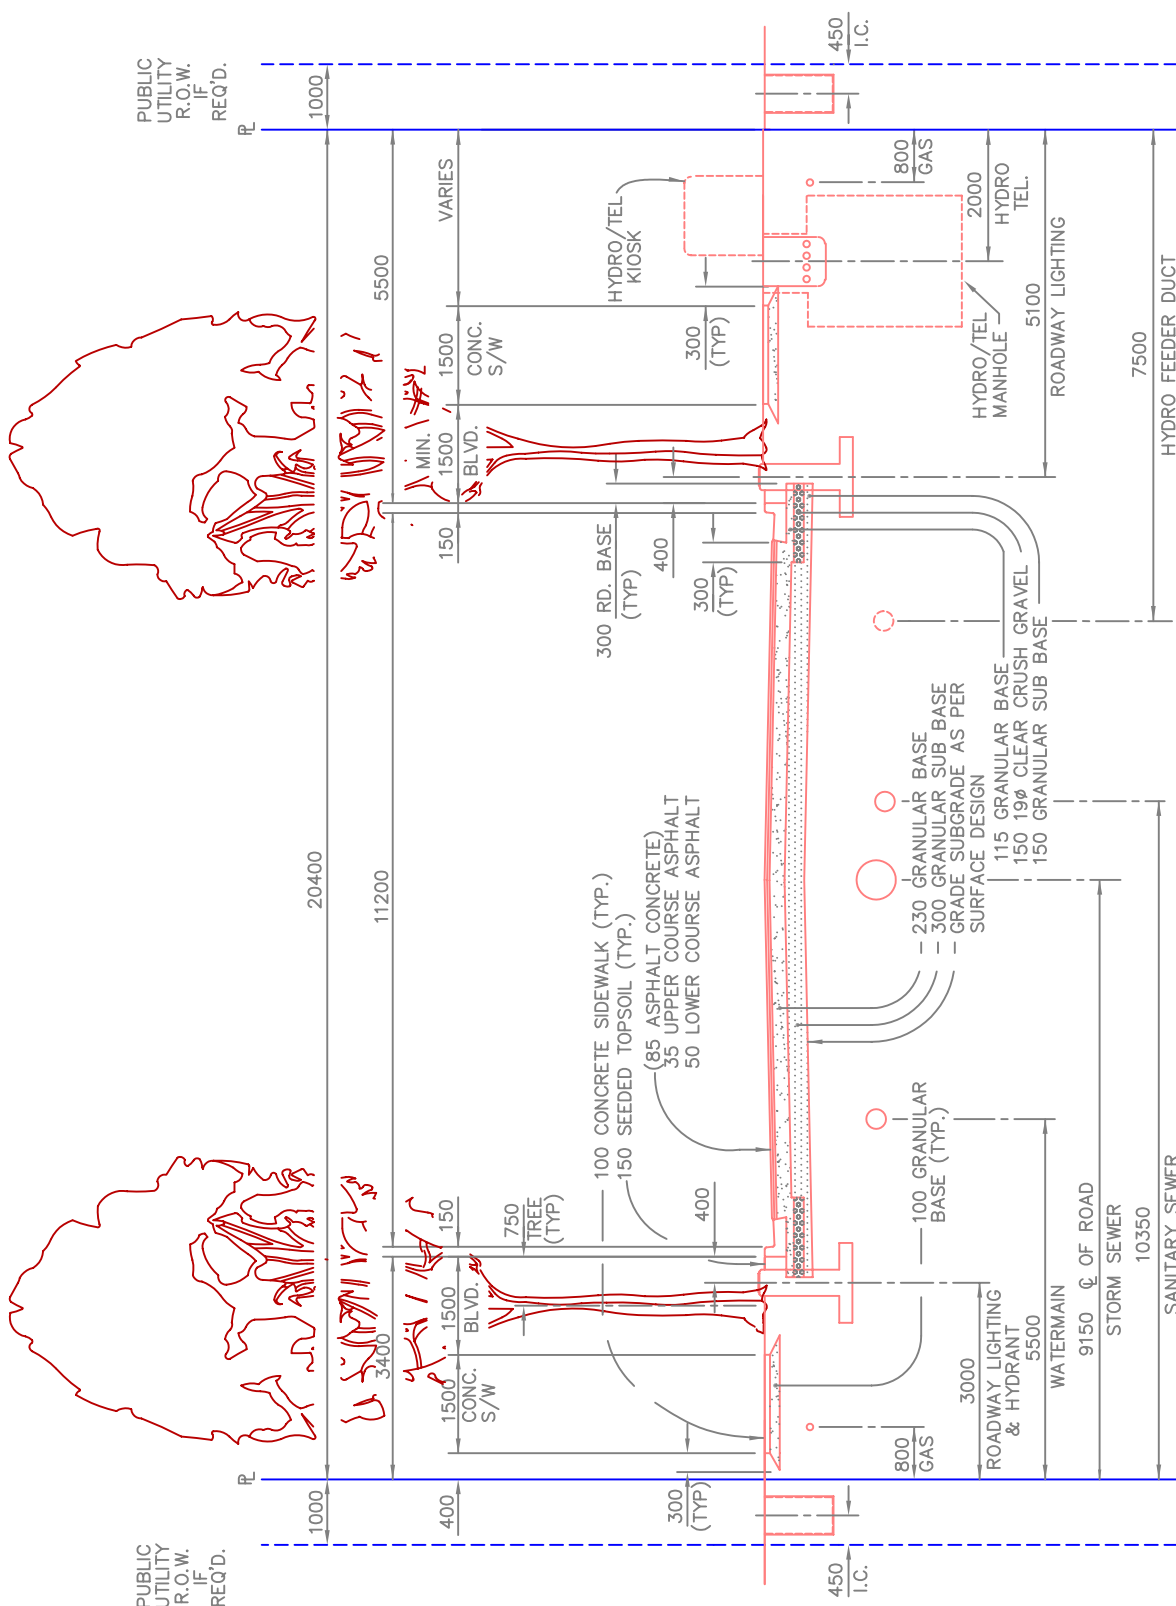 PUBLIC
UTILITY
R.O.W.
IF
REQ'D.
PUBLIC
UTILITY
R.O.W.
IF
REQ'D.
℄
℄
1000
20400
1000
3400
11200
5500
400
1500
CONC.
S/W
1500
BLVD.
150
150
MIN.
1500
BLVD.
1500
CONC.
S/W
VARIES
750
TREE
(TYP)
300 RD. BASE
(TYP)
HYDRO/TEL
KIOSK
100 CONCRETE SIDEWALK (TYP.)
150 SEEDED TOPSOIL (TYP.)
(85 ASPHALT CONCRETE)
35 UPPER COURSE ASPHALT
50 LOWER COURSE ASPHALT
300
(TYP)
400
400
300
(TYP)
300
(TYP)
450
I.C.
450
I.C.
800
GAS
100 GRANULAR
BASE (TYP.)
230 GRANULAR BASE
300 GRANULAR SUB BASE
GRADE SUBGRADE AS PER
SURFACE DESIGN
800
GAS
2000
HYDRO
TEL.
HYDRO/TEL
MANHOLE
115 GRANULAR BASE
150 19ø CLEAR CRUSH GRAVEL
150 GRANULAR SUB BASE
3000
ROADWAY LIGHTING
& HYDRANT
5100
ROADWAY LIGHTING
5500
WATERMAIN
9150 ℄ OF ROAD
STORM SEWER
10350
SANITARY SEWER
7500
HYDRO FEEDER DUCT